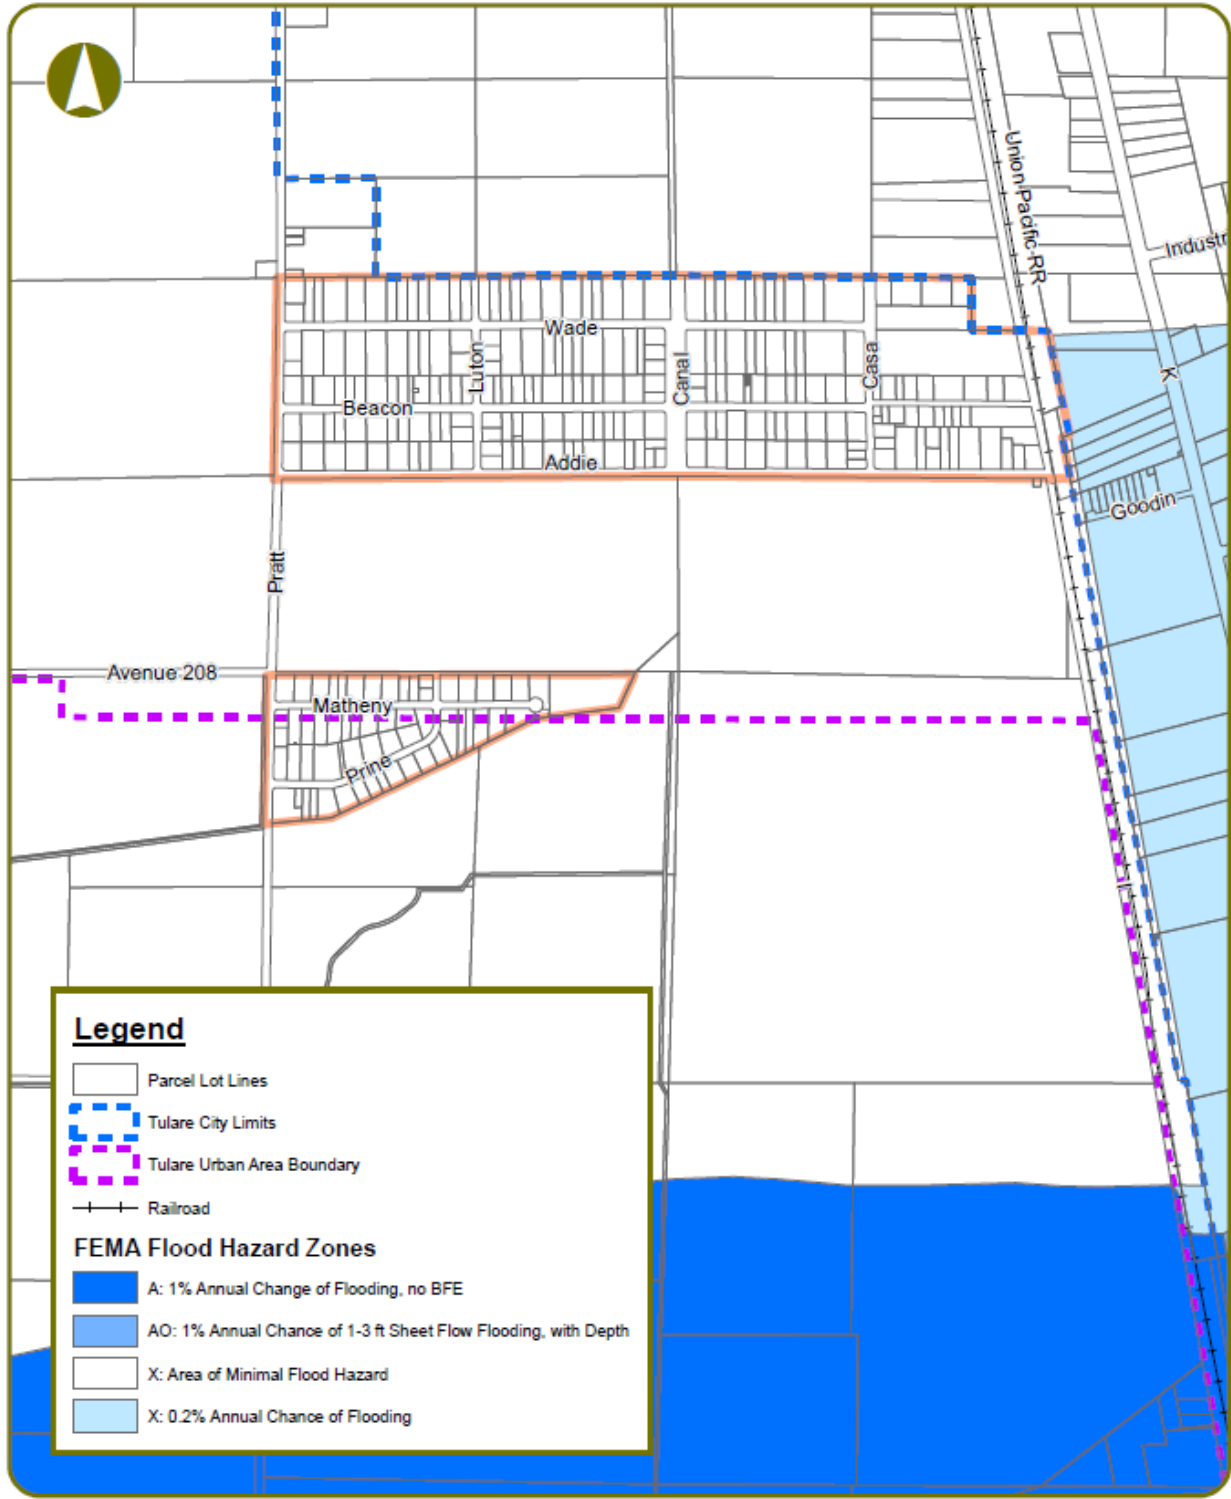 Union Pacific RR
Industr
Wade
Luton
Canal
Casa
K
Beacon
Addie
Goodin
Pratt
Avenue 208
Matheny
Prine
I
Legend
Parcel Lot Lines
Tulare City Limits
Tulare Urban Area Boundary
Railroad
FEMA Flood Hazard Zones
A: 1% Annual Change of Flooding, no BFE
AO: 1% Annual Chance of 1-3 ft Sheet Flow Flooding, with Depth
X: Area of Minimal Flood Hazard
X: 0.2% Annual Chance of Flooding